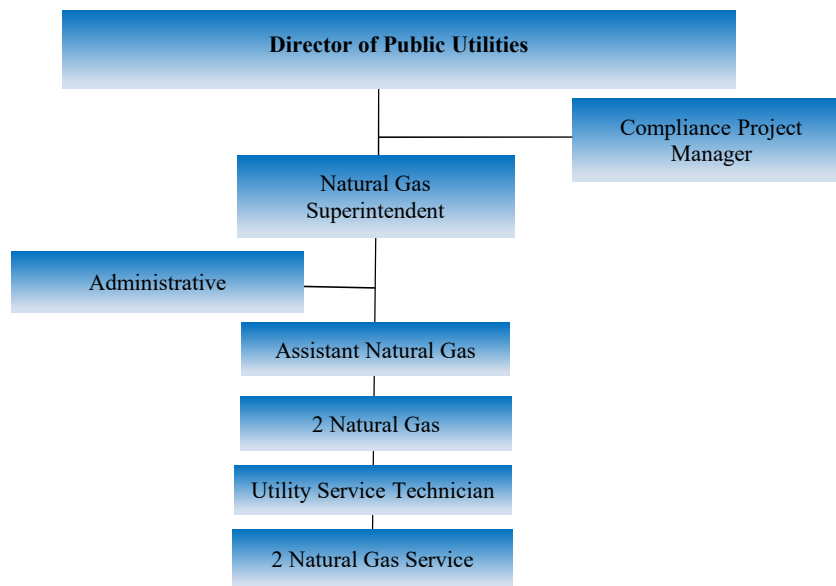 Director of Public Utilities
Compliance Project
Manager
Natural Gas
Superintendent
Administrative
Assistant Natural Gas
2 Natural Gas
Utility Service Technician
2 Natural Gas Service